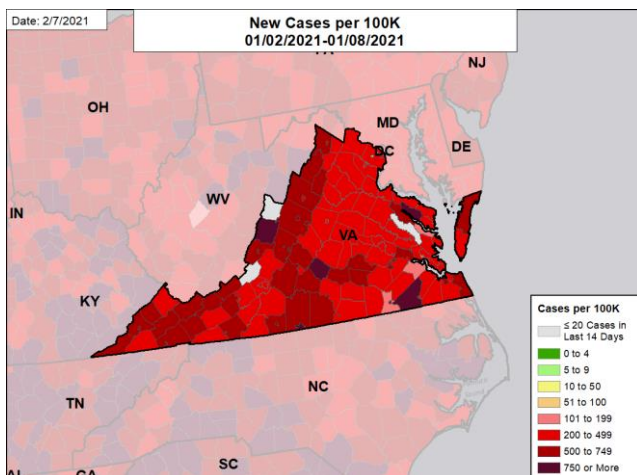 Date: 2/7/2021
New Cases per 100K
01/02/2021-01/08/2021
NJ
OH
MD
DE
DC
WV
IN
VA
KY
TN
NC
SC
Cases per 100K
≤ 20 Cases in
Last 14 Days
0 to 4
5 to 9
10 to 50
51 to 100
101 to 199
200 to 499
500 to 749
750 or More